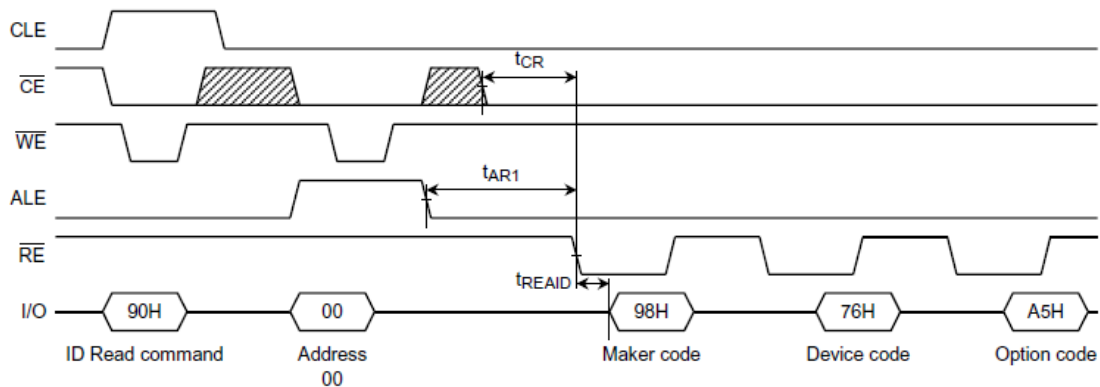 CLE
tCR
CE
WE
tAR1
ALE
RE
tREAID
I/O 90H 00 98H 76H A5H
ID Read command Address Maker code Device code Option code
00